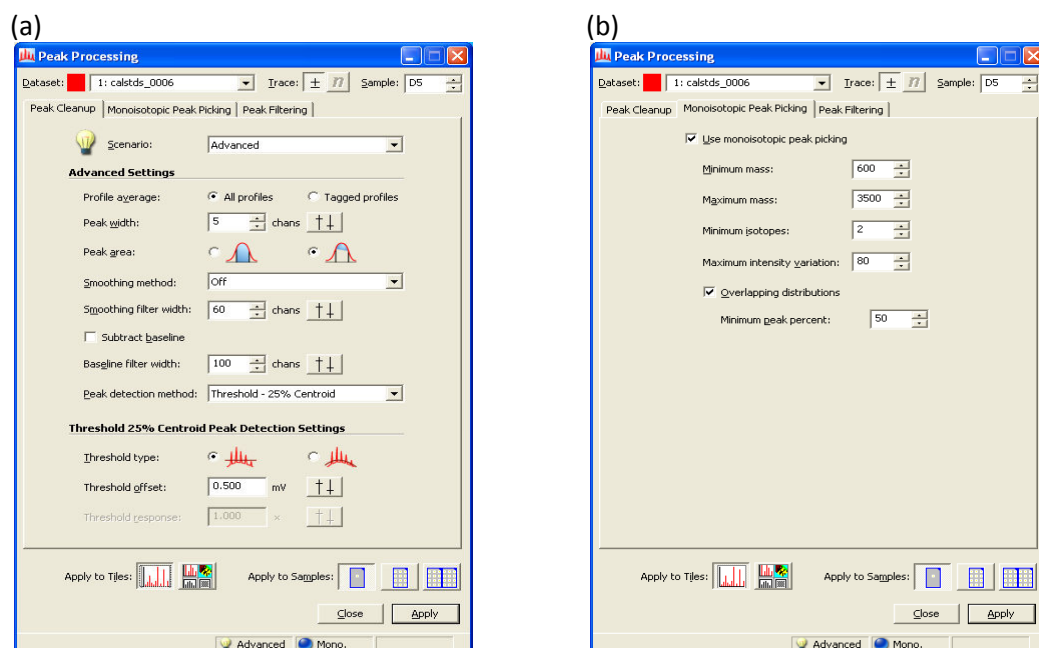 (a)
Peak Processing
Dataset: 1: calstds_0006 Trace: ± n Sample: D5
Peak Cleanup Monoisotopic Peak Picking Peak Filtering
Scenario: Advanced
Advanced Settings
Profile average: All profiles Tagged profiles
Peak width: 5 chans
Peak area:
Smoothing method: Off
Smoothing filter width: 60 chans
Subtract baseline
Baseline filter width: 100 chans
Peak detection method: Threshold - 25% Centroid
Threshold 25% Centroid Peak Detection Settings
Threshold type:
Threshold offset: 0.500 mV
Threshold response: 1.000 ×
Apply to Tiles: Apply to Samples:
Close Apply
Advanced Mono.
(b)
Peak Processing
Dataset: 1: calstds_0006 Trace: ± n Sample: D5
Peak Cleanup Monoisotopic Peak Picking Peak Filtering
Use monoisotopic peak picking
Minimum mass: 600
Maximum mass: 3500
Minimum isotopes: 2
Maximum intensity variation: 80
Overlapping distributions
Minimum peak percent: 50
Apply to Tiles: Apply to Samples:
Close Apply
Advanced Mono.